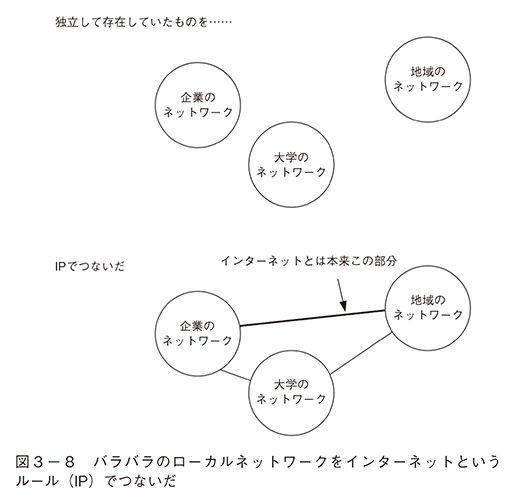 独立して存在していたものを……
地域の
ネットワーク
企業の
ネットワーク
大学の
ネットワーク
IPでつないだ
インターネットとは本来この部分
地域の
ネットワーク
企業の
ネットワーク
大学の
ネットワーク
図3－8　バラバラのローカルネットワークをインターネットという
ルール（IP）でつないだ